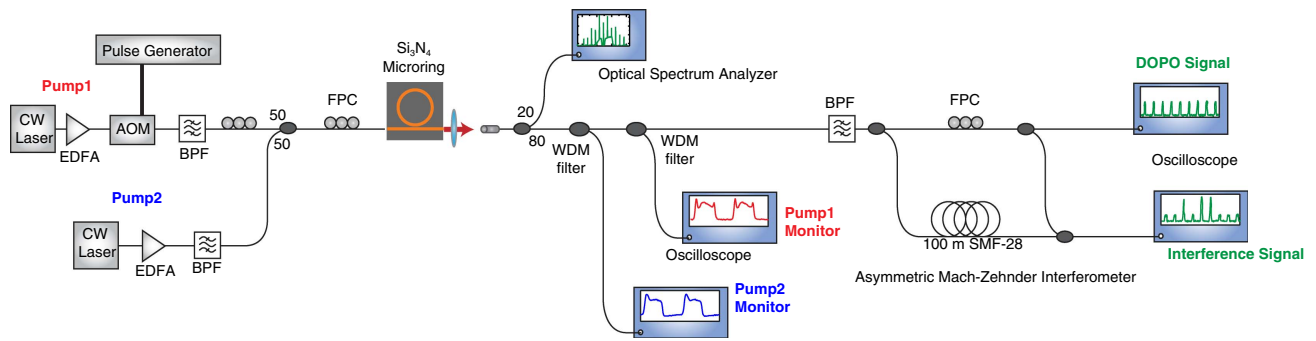 Pulse Generator
Pump1
CW
Laser
EDFA
AOM
BPF
50
50
FPC
Si₃N₄
Microring
Optical Spectrum Analyzer
20
80
WDM
filter
WDM
filter
Pump1
Monitor
Oscilloscope
Pump2
Monitor
Pump2
CW
Laser
EDFA
BPF
BPF
FPC
DOPO Signal
Oscilloscope
100 m SMF-28
Asymmetric Mach-Zehnder Interferometer
Interference Signal